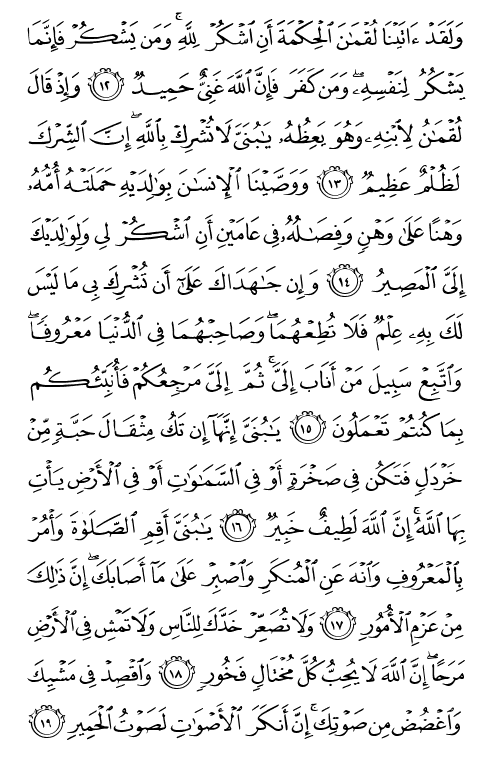 وَلَقَدۡ ءَاتَيۡنَا لُقۡمَٰنَ ٱلۡحِكۡمَةَ أَنِ ٱشۡكُرۡ لِلَّهِۚ وَمَن يَشۡكُرۡ فَإِنَّمَا
يَشۡكُرُ لِنَفۡسِهِۦۖ وَمَن كَفَرَ فَإِنَّ ٱللَّهَ غَنِيٌّ حَمِيدٞ ١٢ وَإِذۡ قَالَ
لُقۡمَٰنُ لِٱبۡنِهِۦ وَهُوَ يَعِظُهُۥ يَٰبُنَيَّ لَا تُشۡرِكۡ بِٱللَّهِۖ إِنَّ ٱلشِّرۡكَ
لَظُلۡمٌ عَظِيمٞ ١٣ وَوَصَّيۡنَا ٱلۡإِنسَٰنَ بِوَٰلِدَيۡهِ حَمَلَتۡهُ أُمُّهُۥ
وَهۡنًا عَلَىٰ وَهۡنٖ وَفِصَٰلُهُۥ فِي عَامَيۡنِ أَنِ ٱشۡكُرۡ لِي وَلِوَٰلِدَيۡكَ
إِلَيَّ ٱلۡمَصِيرُ ١٤ وَإِن جَٰهَدَاكَ عَلَىٰٓ أَن تُشۡرِكَ بِي مَا لَيۡسَ
لَكَ بِهِۦ عِلۡمٞ فَلَا تُطِعۡهُمَاۖ وَصَاحِبۡهُمَا فِي ٱلدُّنۡيَا مَعۡرُوفٗاۖ
وَٱتَّبِعۡ سَبِيلَ مَنۡ أَنَابَ إِلَيَّۚ ثُمَّ إِلَيَّ مَرۡجِعُكُمۡ فَأُنَبِّئُكُم
بِمَا كُنتُمۡ تَعۡمَلُونَ ١٥ يَٰبُنَيَّ إِنَّهَآ إِن تَكُ مِثۡقَالَ حَبَّةٖ مِّنۡ
خَرۡدَلٖ فَتَكُن فِي صَخۡرَةٍ أَوۡ فِي ٱلسَّمَٰوَٰتِ أَوۡ فِي ٱلۡأَرۡضِ يَأۡتِ
بِهَا ٱللَّهُۚ إِنَّ ٱللَّهَ لَطِيفٌ خَبِيرٞ ١٦ يَٰبُنَيَّ أَقِمِ ٱلصَّلَوٰةَ وَأۡمُرۡ
بِٱلۡمَعۡرُوفِ وَٱنۡهَ عَنِ ٱلۡمُنكَرِ وَٱصۡبِرۡ عَلَىٰ مَآ أَصَابَكَۖ إِنَّ ذَٰلِكَ
مِنۡ عَزۡمِ ٱلۡأُمُورِ ١٧ وَلَا تُصَعِّرۡ خَدَّكَ لِلنَّاسِ وَلَا تَمۡشِ فِي ٱلۡأَرۡضِ
مَرَحًاۖ إِنَّ ٱللَّهَ لَا يُحِبُّ كُلَّ مُخۡتَالٖ فَخُورٖ ١٨ وَٱقۡصِدۡ فِي مَشۡيِكَ
وَٱغۡضُضۡ مِن صَوۡتِكَۚ إِنَّ أَنكَرَ ٱلۡأَصۡوَٰتِ لَصَوۡتُ ٱلۡحَمِيرِ ١٩